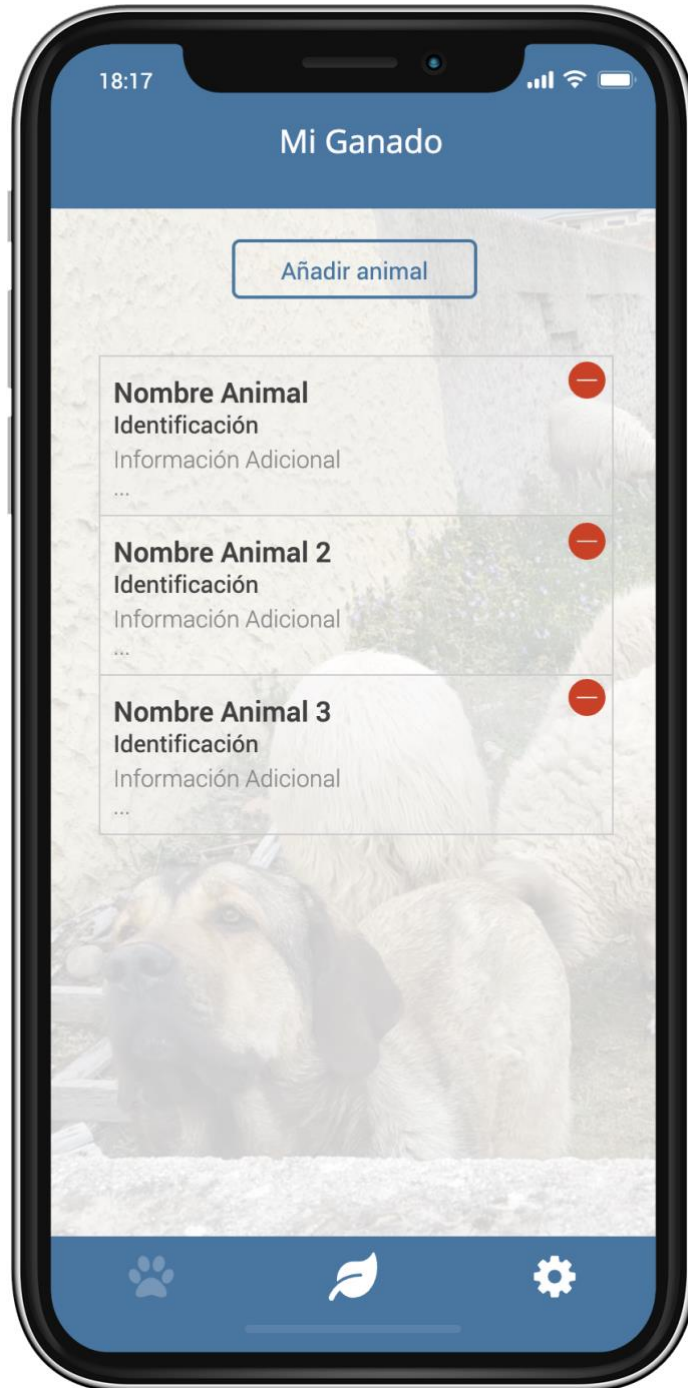 18:17
Mi Ganado
Añadir animal
Nombre Animal
Identificación
Información Adicional
...
Nombre Animal 2
Identificación
Información Adicional
...
Nombre Animal 3
Identificación
Información Adicional
...